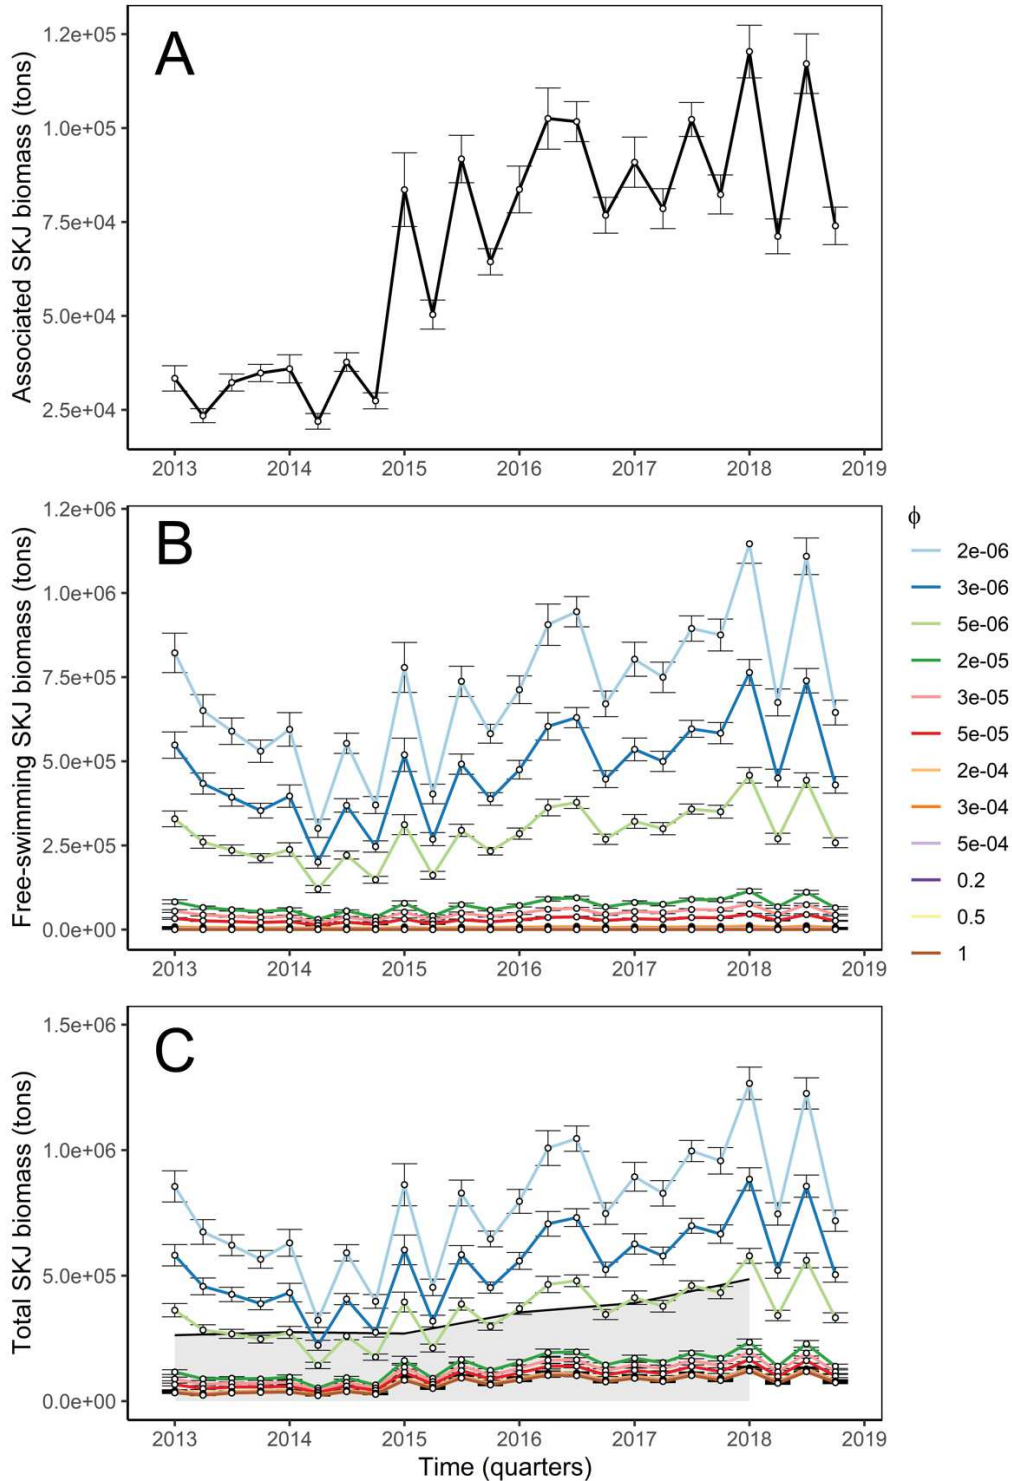 A
Associated SKJ biomass (tons)
1.2e+05
1.0e+05
7.5e+04
5.0e+04
2.5e+04
2013 2014 2015 2016 2017 2018 2019
B
Free-swimming SKJ biomass (tons)
1.2e+06
1.0e+06
7.5e+05
5.0e+05
2.5e+05
0.0e+00
2013 2014 2015 2016 2017 2018 2019
ϕ
2e-06
3e-06
5e-06
2e-05
3e-05
5e-05
2e-04
3e-04
5e-04
0.2
0.5
1
C
Total SKJ biomass (tons)
1.5e+06
1.0e+06
5.0e+05
0.0e+00
2013 2014 2015 2016 2017 2018 2019
Time (quarters)